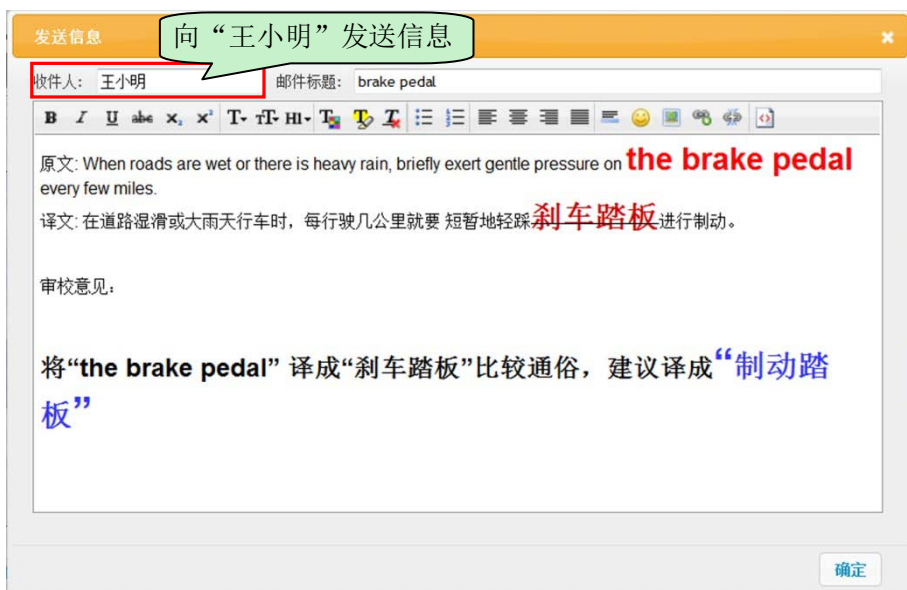 发送信息
向“王小明”发送信息
收件人: 王小明 邮件标题: brake pedal
B I U abc x₂ x² T T HI T T T
原文: When roads are wet or there is heavy rain, briefly exert gentle pressure on the brake pedal
every few miles.
译文: 在道路湿滑或大雨天行车时，每行驶几公里就要 短暂地轻踩刹车踏板进行制动。
审校意见:
将“the brake pedal” 译成“刹车踏板”比较通俗，建议译成“制动踏
板”
确定